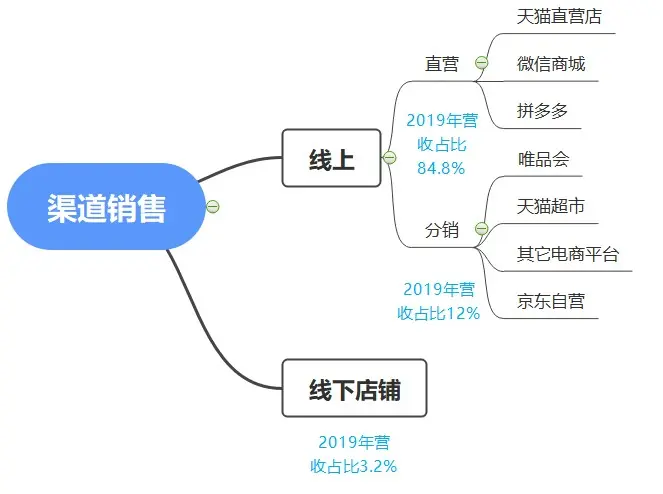 渠道销售
线上
直营
2019年营
收占比
84.8%
天猫直营店
微信商城
拼多多
分销
2019年营
收占比12%
唯品会
天猫超市
其它电商平台
京东自营
线下店铺
2019年营
收占比3.2%